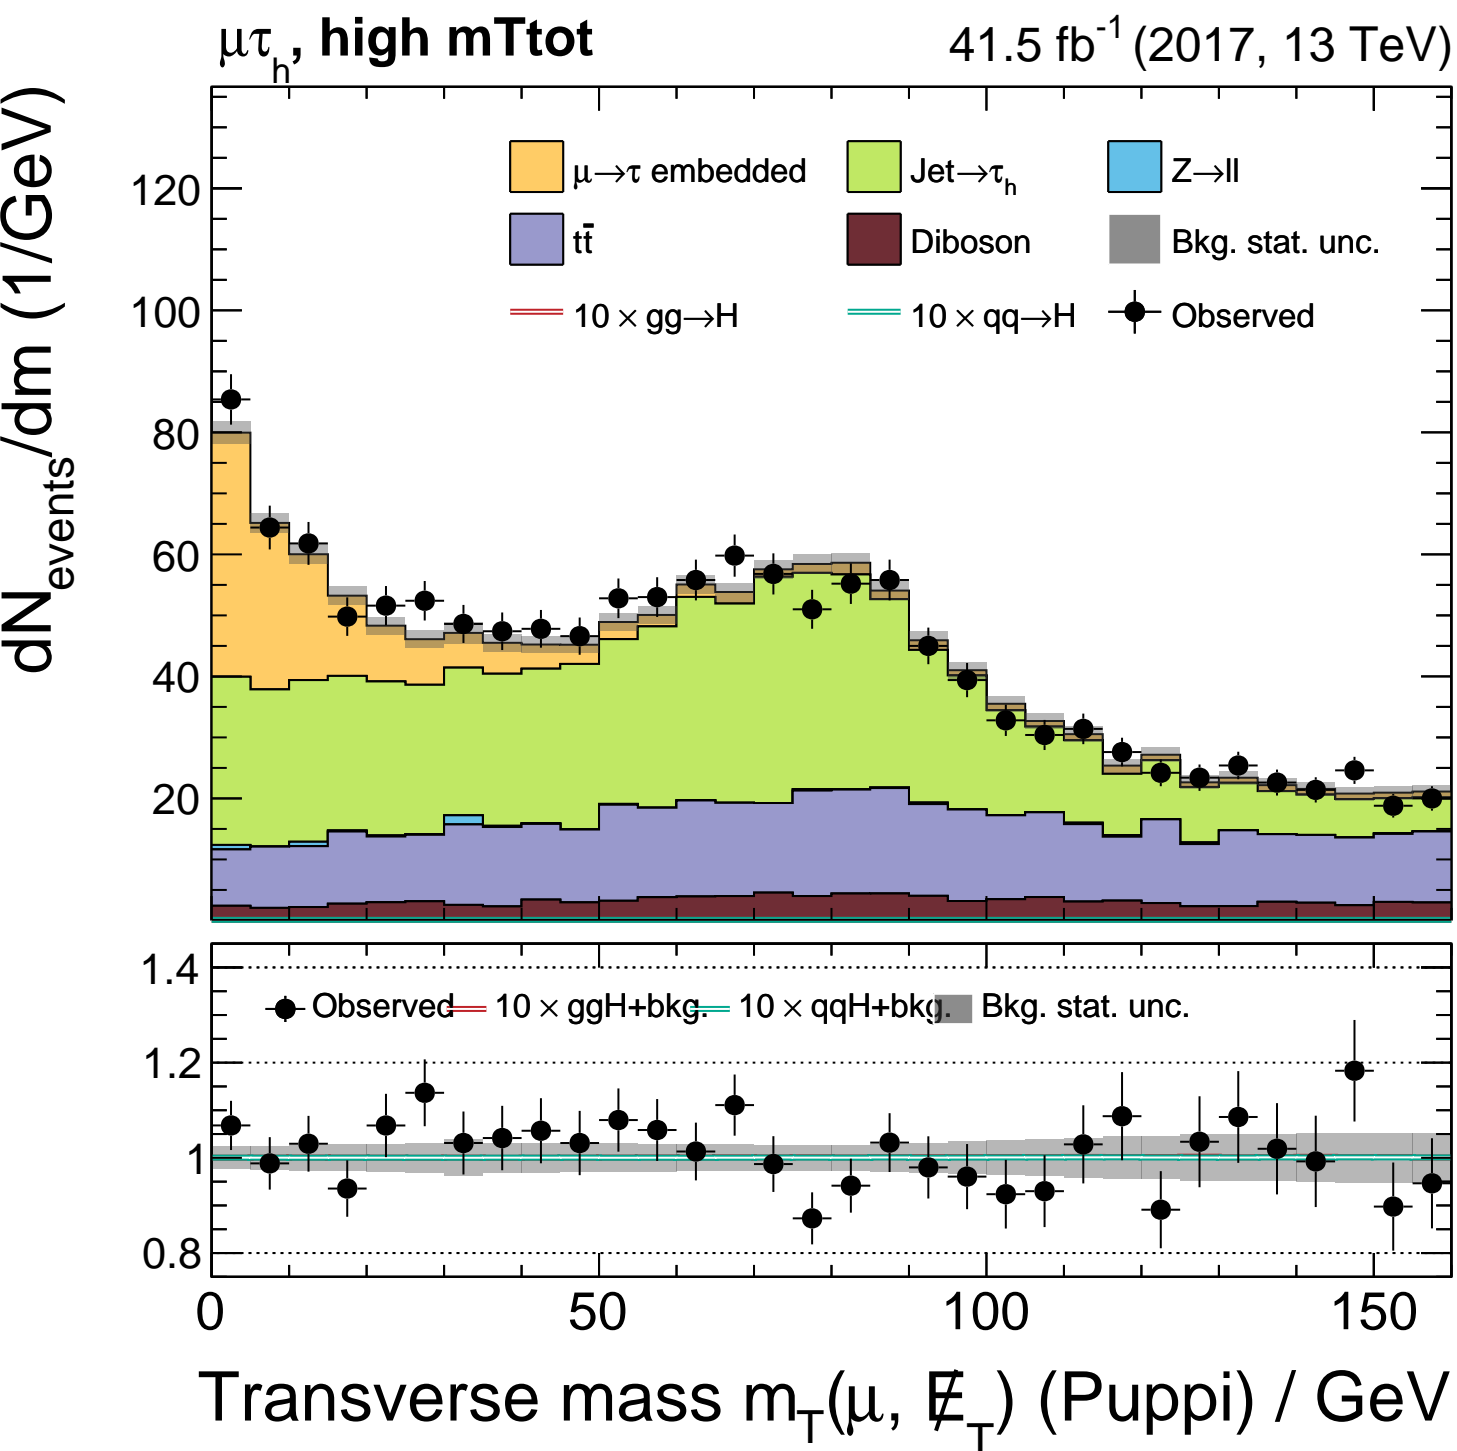 μτh, high mTtot 41.5 fb-1 (2017, 13 TeV)
dNevents/dm (1/GeV)
μ→τ embedded Jet→τh Z→ll
tt̄ Diboson Bkg. stat. unc.
10 × gg→H 10 × qq→H Observed
120
100
80
60
40
20
1.4
Observed 10 × ggH+bkg. 10 × qqH+bkg. Bkg. stat. unc.
1.2
1
0.8
0 50 100 150
Transverse mass mT(μ, E̸T) (Puppi) / GeV